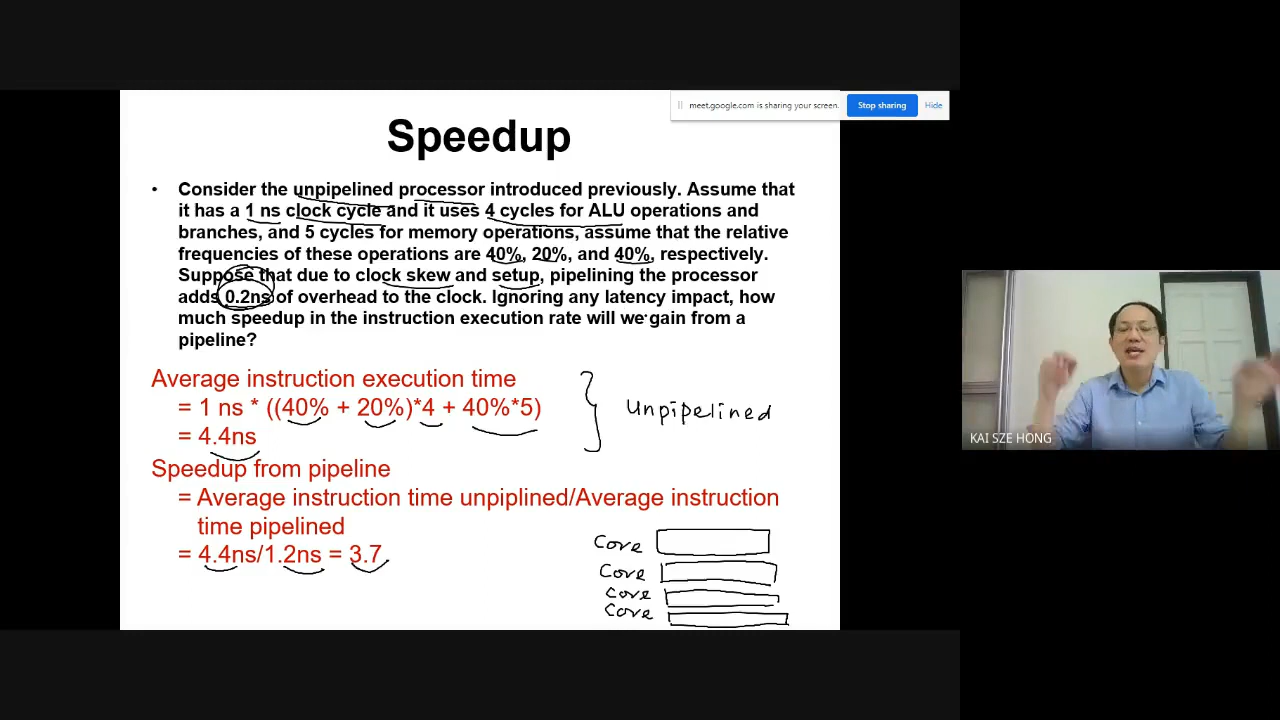 meet.google.com is sharing your screen.
Stop sharing
Hide
Speedup
• Consider the unpipelined processor introduced previously. Assume that
it has a 1 ns clock cycle and it uses 4 cycles for ALU operations and
branches, and 5 cycles for memory operations, assume that the relative
frequencies of these operations are 40%, 20%, and 40%, respectively.
Suppose that due to clock skew and setup, pipelining the processor
adds 0.2ns of overhead to the clock. Ignoring any latency impact, how
much speedup in the instruction execution rate will we gain from a
pipeline?
Average instruction execution time
= 1 ns * ((40% + 20%)*4 + 40%*5)
= 4.4ns
Unpipelined
Speedup from pipeline
= Average instruction time unpiplined/Average instruction
time pipelined
= 4.4ns/1.2ns = 3.7
Core
Core
Core
Core
KAI SZE HONG